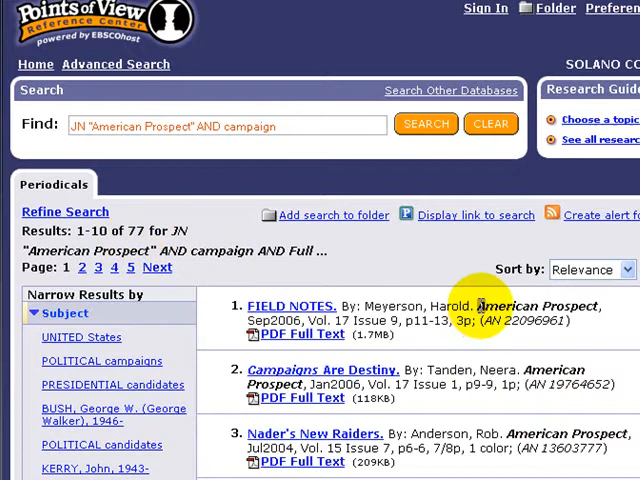 Points of View
Reference Center
powered by EBSCOhost
Sign In Folder Preferen
Home Advanced Search
SOLANO CO
Search Search Other Databases
Research Guide
Find: JN "American Prospect" AND campaign SEARCH CLEAR
Choose a topic
See all researc
Periodicals
Refine Search
Add search to folder Display link to search Create alert fo
Results: 1-10 of 77 for JN
"American Prospect" AND campaign AND Full ...
Page: 1 2 3 4 5 Next
Sort by: Relevance
Narrow Results by
Subject
UNITED States
POLITICAL campaigns
PRESIDENTIAL candidates
BUSH, George W. (George
Walker), 1946-
POLITICAL candidates
KERRY, John, 1943-
1. FIELD NOTES. By: Meyerson, Harold. American Prospect,
Sep2006, Vol. 17 Issue 9, p11-13, 3p; (AN 22096961)
PDF Full Text (1.7MB)
2. Campaigns Are Destiny. By: Tanden, Neera. American
Prospect, Jan2006, Vol. 17 Issue 1, p9-9, 1p; (AN 19764652)
PDF Full Text (118KB)
3. Nader's New Raiders. By: Anderson, Rob. American Prospect,
Jul2004, Vol. 15 Issue 7, p6-6, 7/8p, 1 color; (AN 13603777)
PDF Full Text (209KB)